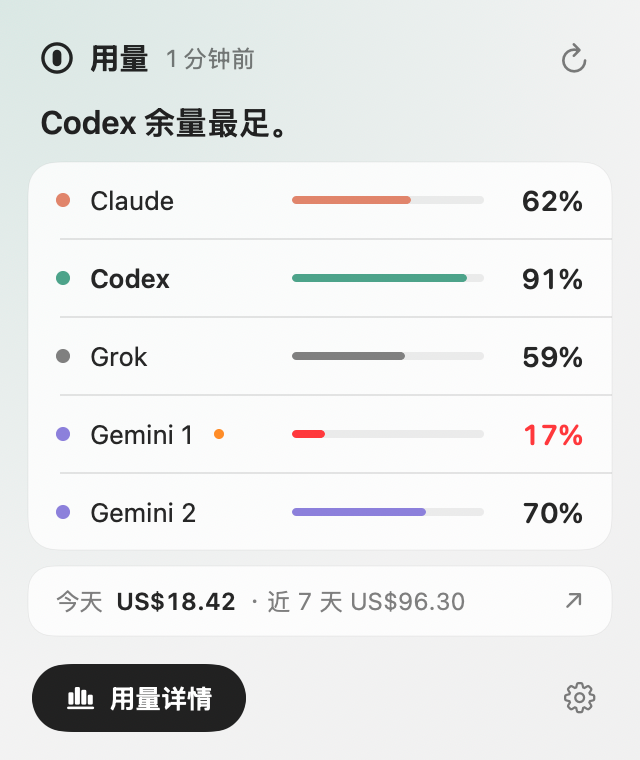 用量 1 分钟前
Codex 余量最足。
Claude 62%
Codex 91%
Grok 59%
Gemini 1 17%
Gemini 2 70%
今天 US$18.42 · 近 7 天 US$96.30
用量详情